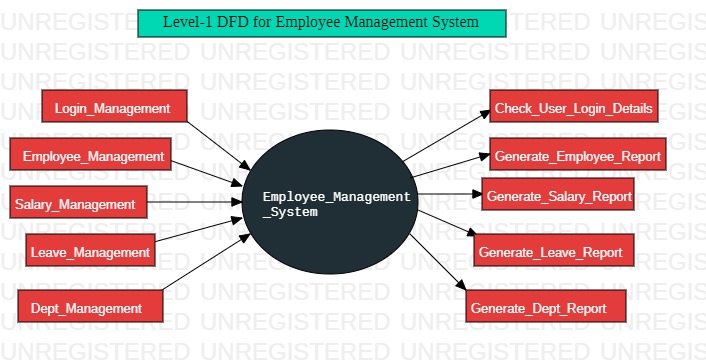 Level-1 DFD for Employee Management System
Login_Management
Employee_Management
Salary_Management
Leave_Management
Dept_Management
Employee_Management
_System
Check_User_Login_Details
Generate_Employee_Report
Generate_Salary_Report
Generate_Leave_Report
Generate_Dept_Report
UNREGISTERED UNREGISTERED UNREGISTERED UNREGIS